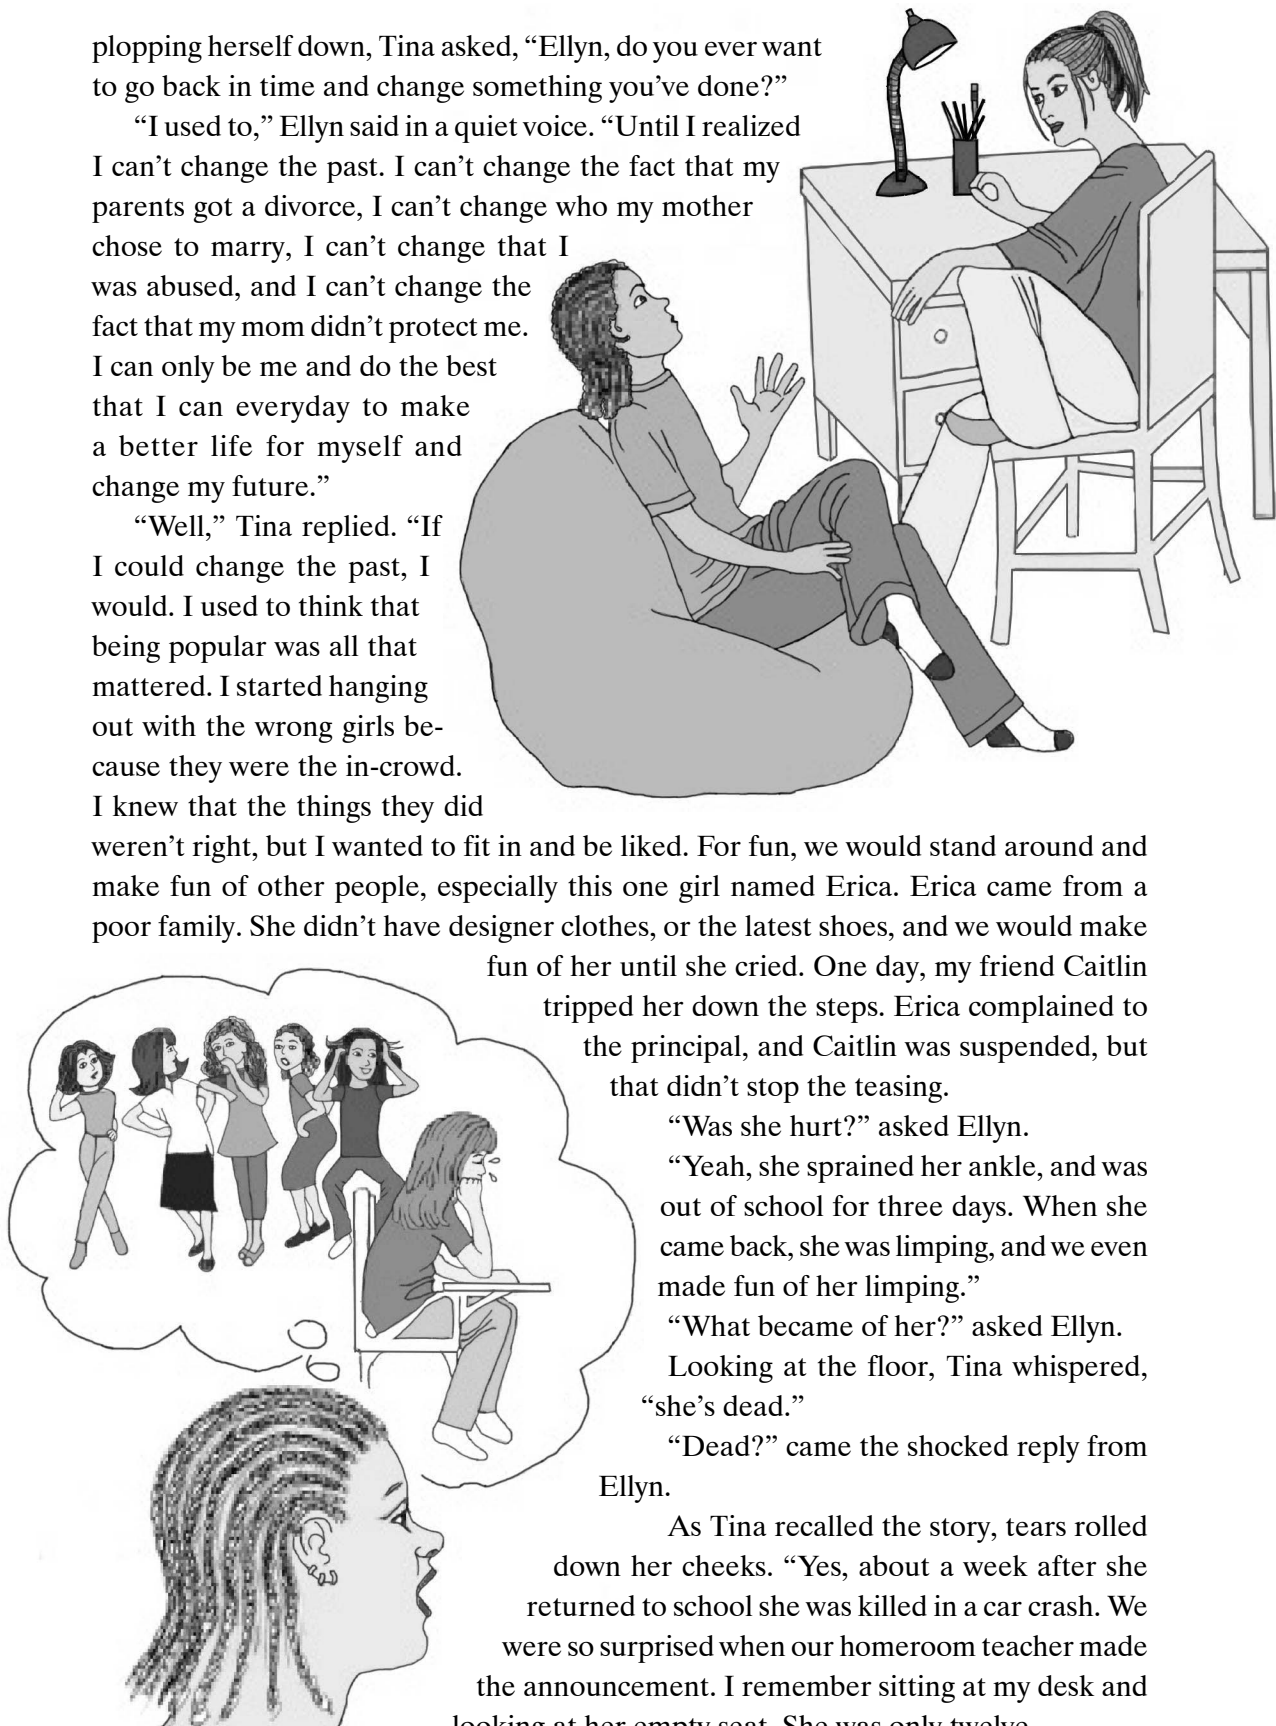 plopping herself down, Tina asked, “Ellyn, do you ever want
to go back in time and change something you’ve done?”
“I used to,” Ellyn said in a quiet voice. “Until I realized
I can’t change the past. I can’t change the fact that my
parents got a divorce, I can’t change who my mother
chose to marry, I can’t change that I
was abused, and I can’t change the
fact that my mom didn’t protect me.
I can only be me and do the best
that I can everyday to make
a better life for myself and
change my future.”
“Well,” Tina replied. “If
I could change the past, I
would. I used to think that
being popular was all that
mattered. I started hanging
out with the wrong girls be-
cause they were the in-crowd.
I knew that the things they did
weren’t right, but I wanted to fit in and be liked. For fun, we would stand around and
make fun of other people, especially this one girl named Erica. Erica came from a
poor family. She didn’t have designer clothes, or the latest shoes, and we would make
fun of her until she cried. One day, my friend Caitlin
tripped her down the steps. Erica complained to
the principal, and Caitlin was suspended, but
that didn’t stop the teasing.
“Was she hurt?” asked Ellyn.
“Yeah, she sprained her ankle, and was
out of school for three days. When she
came back, she was limping, and we even
made fun of her limping.”
“What became of her?” asked Ellyn.
Looking at the floor, Tina whispered,
“she’s dead.”
“Dead?” came the shocked reply from
Ellyn.
As Tina recalled the story, tears rolled
down her cheeks. “Yes, about a week after she
returned to school she was killed in a car crash. We
were so surprised when our homeroom teacher made
the announcement. I remember sitting at my desk and
looking at her empty seat. She was only twelve